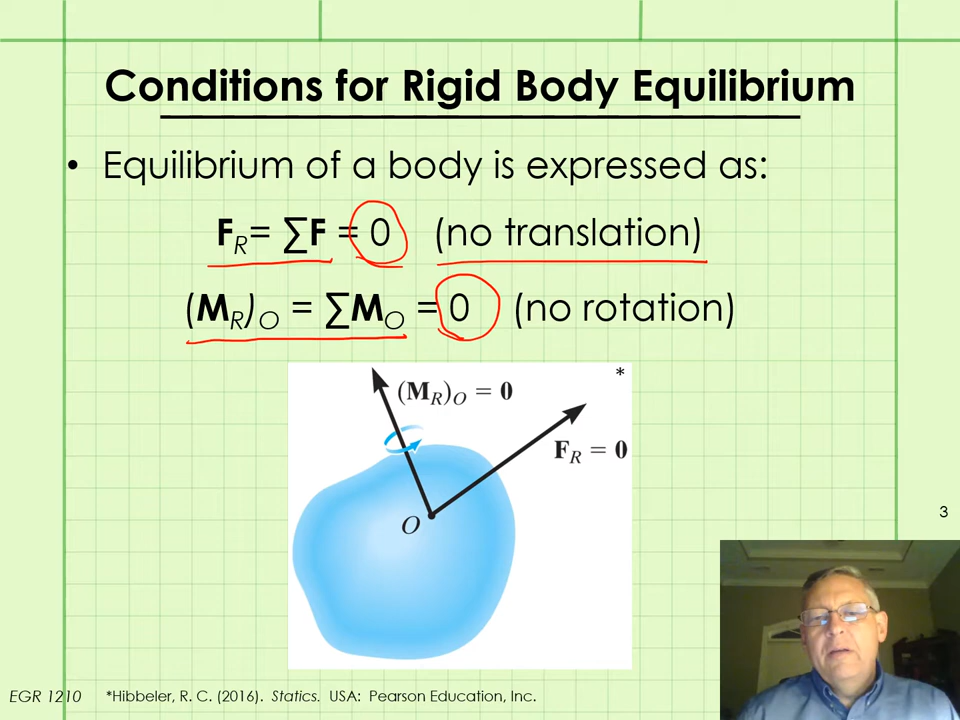 Conditions for Rigid Body Equilibrium
• Equilibrium of a body is expressed as:
F_R= ∑F = 0 (no translation)
(M_R)_O = ∑M_O = 0 (no rotation)
*
(M_R)_O = 0
F_R = 0
O
3
EGR 1210 *Hibbeler, R. C. (2016). Statics. USA: Pearson Education, Inc.